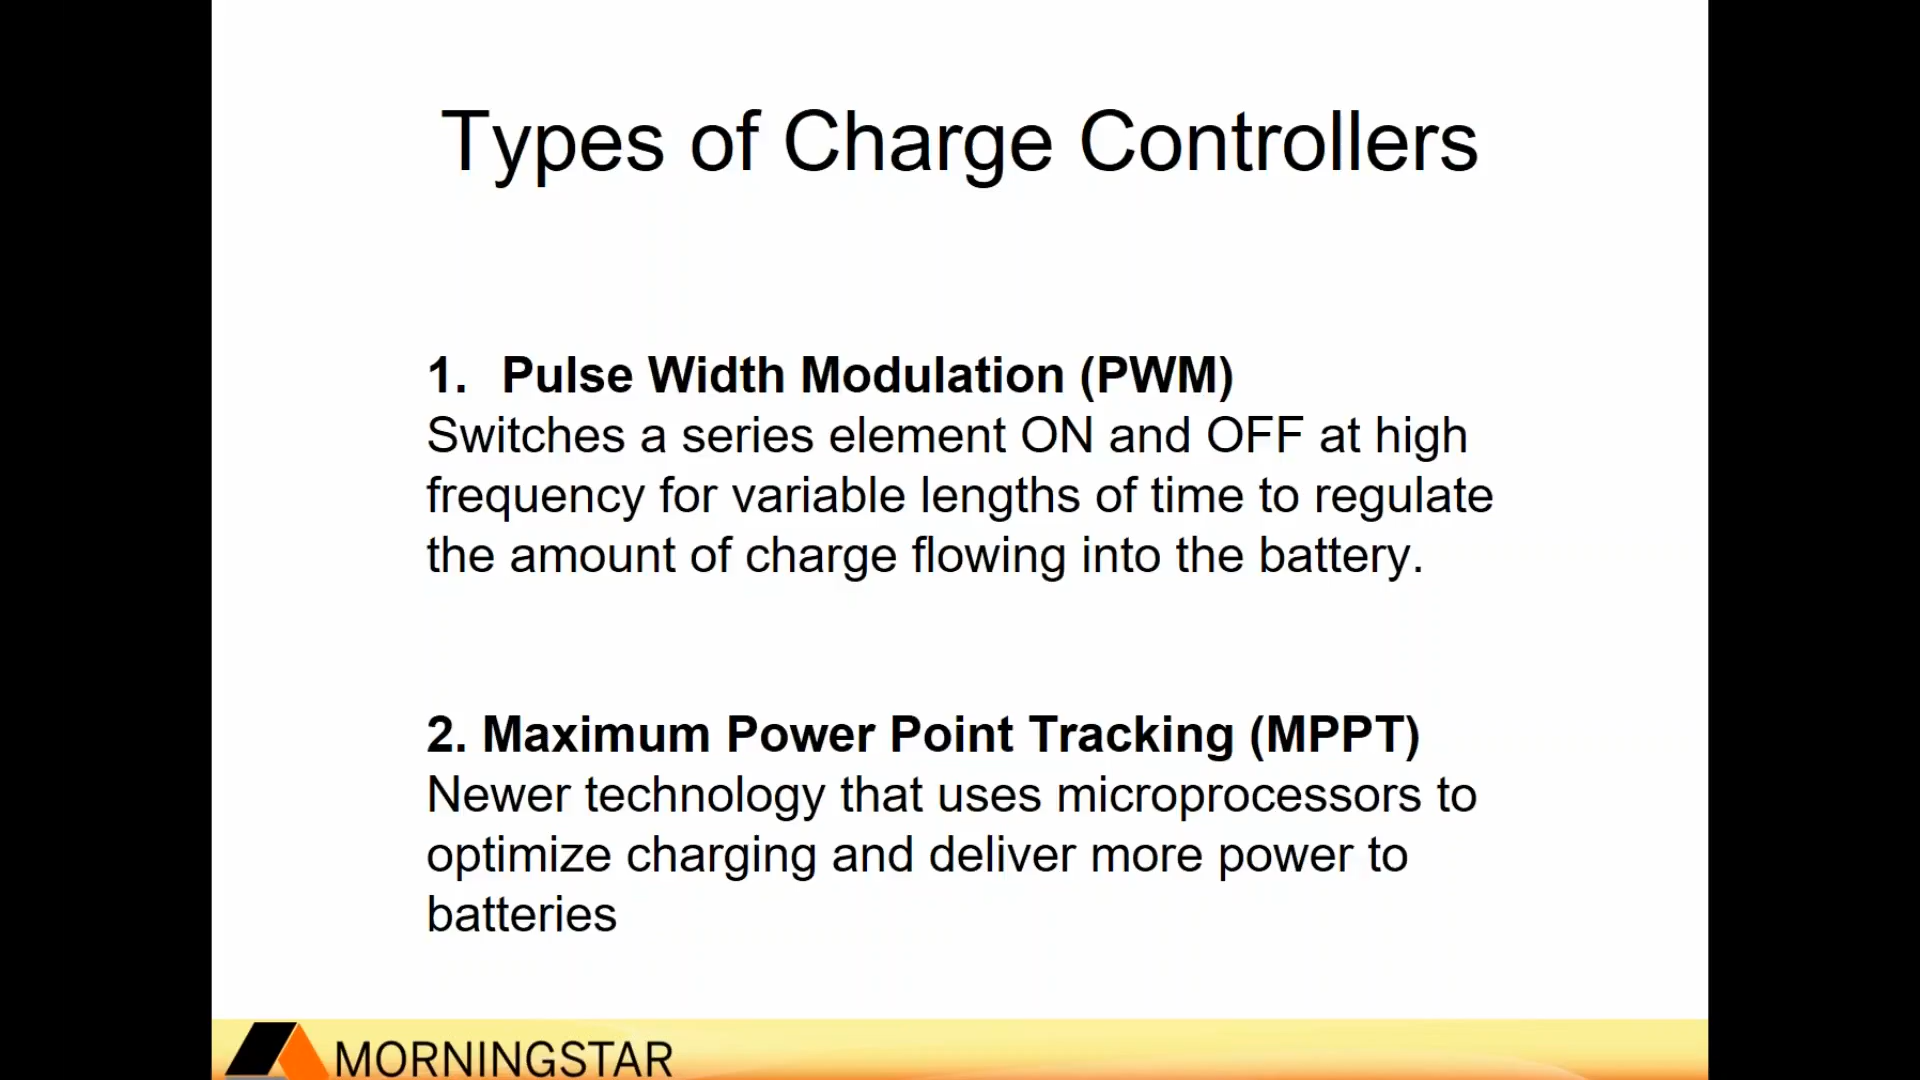 Types of Charge Controllers
1. Pulse Width Modulation (PWM)
Switches a series element ON and OFF at high
frequency for variable lengths of time to regulate
the amount of charge flowing into the battery.
2. Maximum Power Point Tracking (MPPT)
Newer technology that uses microprocessors to
optimize charging and deliver more power to
batteries
MORNINGSTAR